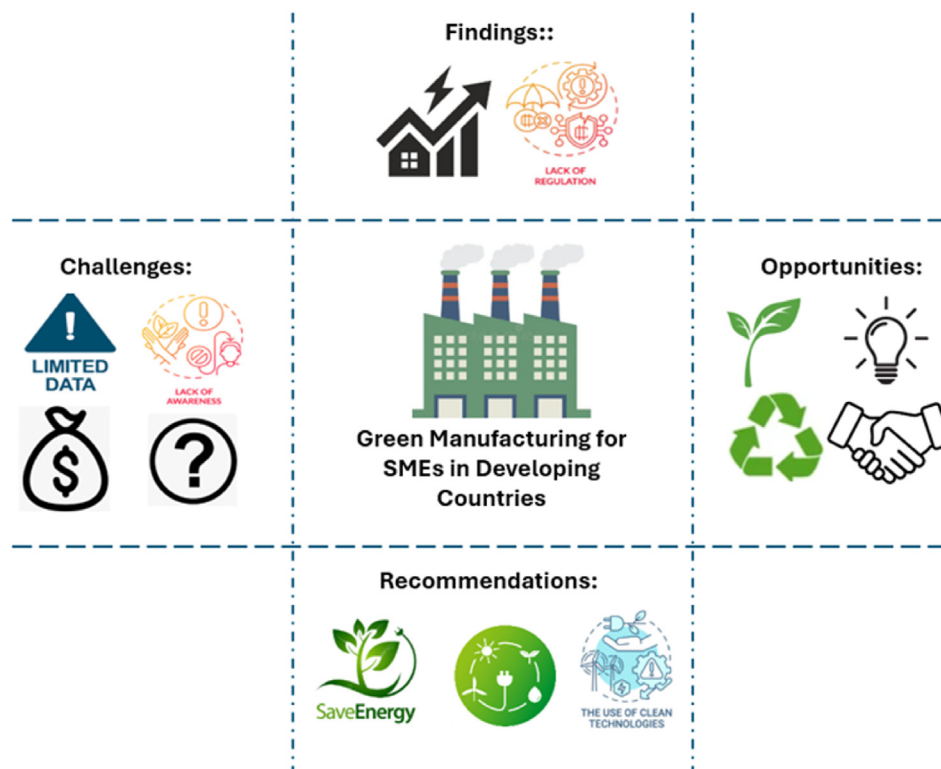 Findings::
LACK OF
REGULATION
Challenges:
LIMITED
DATA
LACK OF
AWARENESS
$
?
Green Manufacturing for
SMEs in Developing
Countries
Opportunities:
Recommendations:
SaveEnergy
THE USE OF CLEAN
TECHNOLOGIES